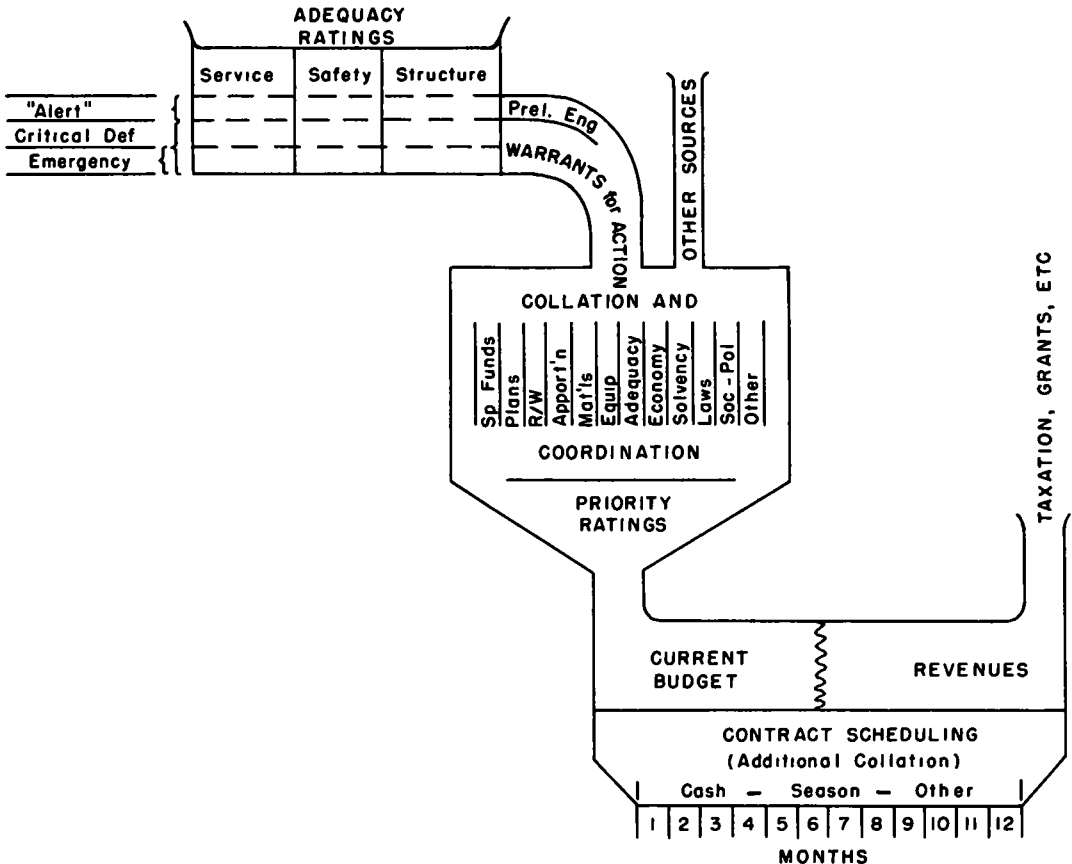 ADEQUACY
RATINGS
Service Safety Structure
"Alert"
Critical Def
Emergency
Prel. Eng
WARRANTS for ACTION
OTHER SOURCES
COLLATION AND
Sp Funds
Plans
R/W
Apport'n
Mat'ls
Equip
Adequacy
Economy
Solvency
Laws
Soc-Pol
Other
COORDINATION
PRIORITY
RATINGS
TAXATION, GRANTS, ETC
CURRENT
BUDGET
REVENUES
CONTRACT SCHEDULING
(Additional Collation)
Cash – Season – Other
1 2 3 4 5 6 7 8 9 10 11 12
MONTHS